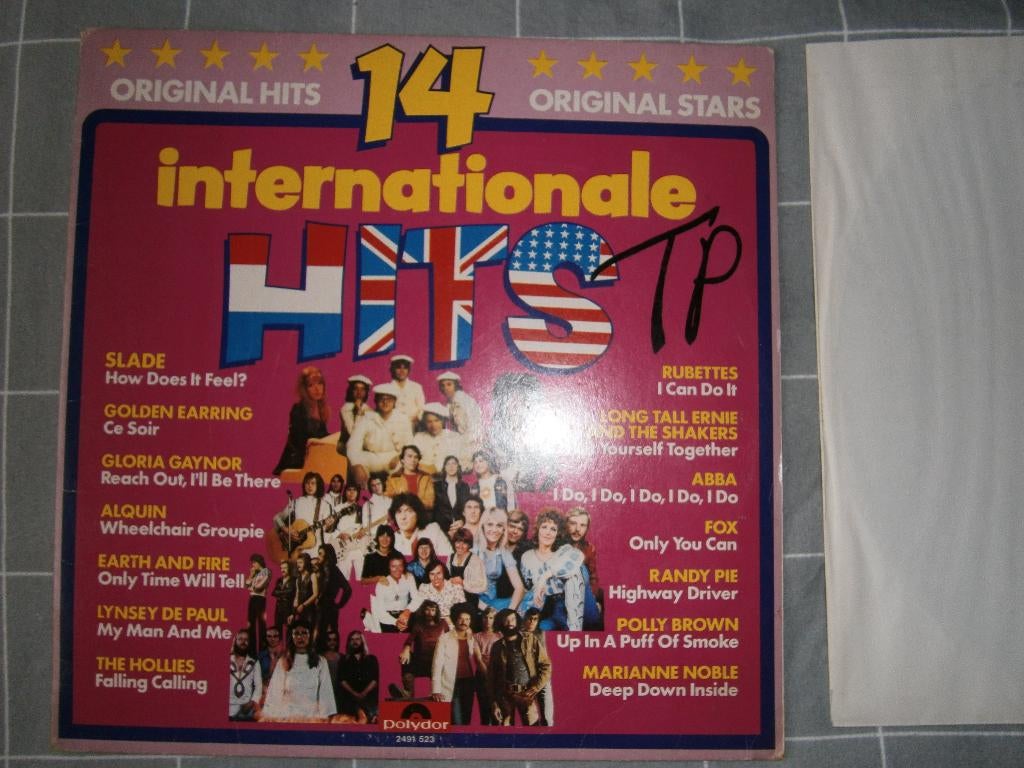 ORIGINAL HITS
14
ORIGINAL STARS
internationale
HITS
TP
SLADE
How Does It Feel?
GOLDEN EARRING
Ce Soir
GLORIA GAYNOR
Reach Out, I'll Be There
ALQUIN
Wheelchair Groupie
EARTH AND FIRE
Only Time Will Tell
LYNSEY DE PAUL
My Man And Me
THE HOLLIES
Falling Calling
RUBETTES
I Can Do It
LONG TALL ERNIE
AND THE SHAKERS
Yourself Together
ABBA
I Do, I Do, I Do, I Do, I Do
FOX
Only You Can
RANDY PIE
Highway Driver
POLLY BROWN
Up In A Puff Of Smoke
MARIANNE NOBLE
Deep Down Inside
polydor
2491 523